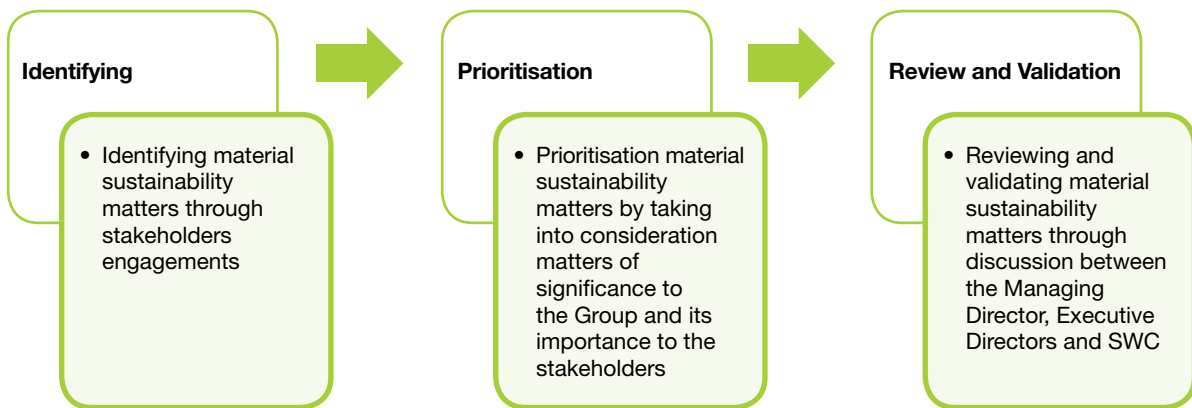 Identifying
• Identifying material
sustainability
matters through
stakeholders
engagements
Prioritisation
• Prioritisation material
sustainability
matters by taking
into consideration
matters of
significance to
the Group and its
importance to the
stakeholders
Review and Validation
• Reviewing and
validating material
sustainability
matters through
discussion between
the Managing
Director, Executive
Directors and SWC